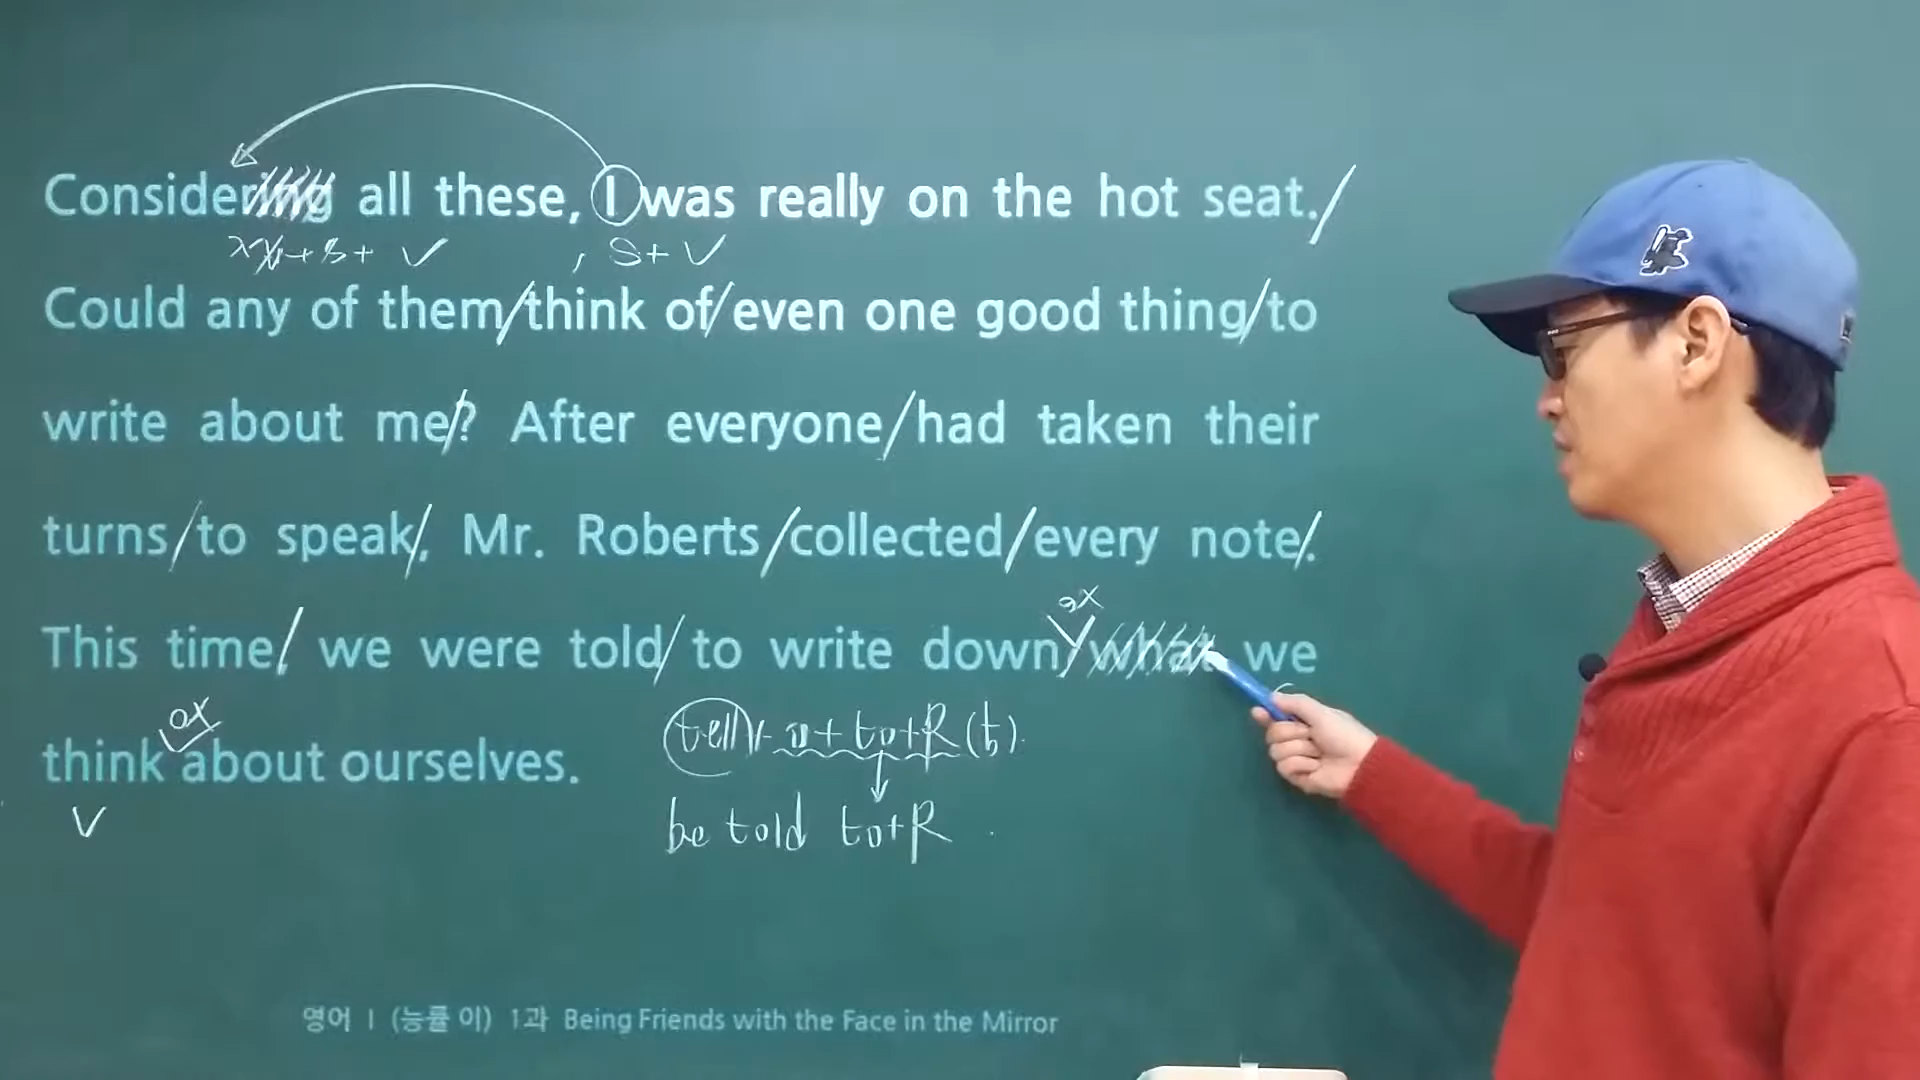 Considering all these, I was really on the hot seat.
, S + V
Could any of them think of even one good thing to
write about me? After everyone had taken their
turns to speak, Mr. Roberts collected every note.
This time, we were told to write down what we
think about ourselves.
tell + n + to + R
V
be told to + R
영어 I (능률 이) 1과 Being Friends with the Face in the Mirror